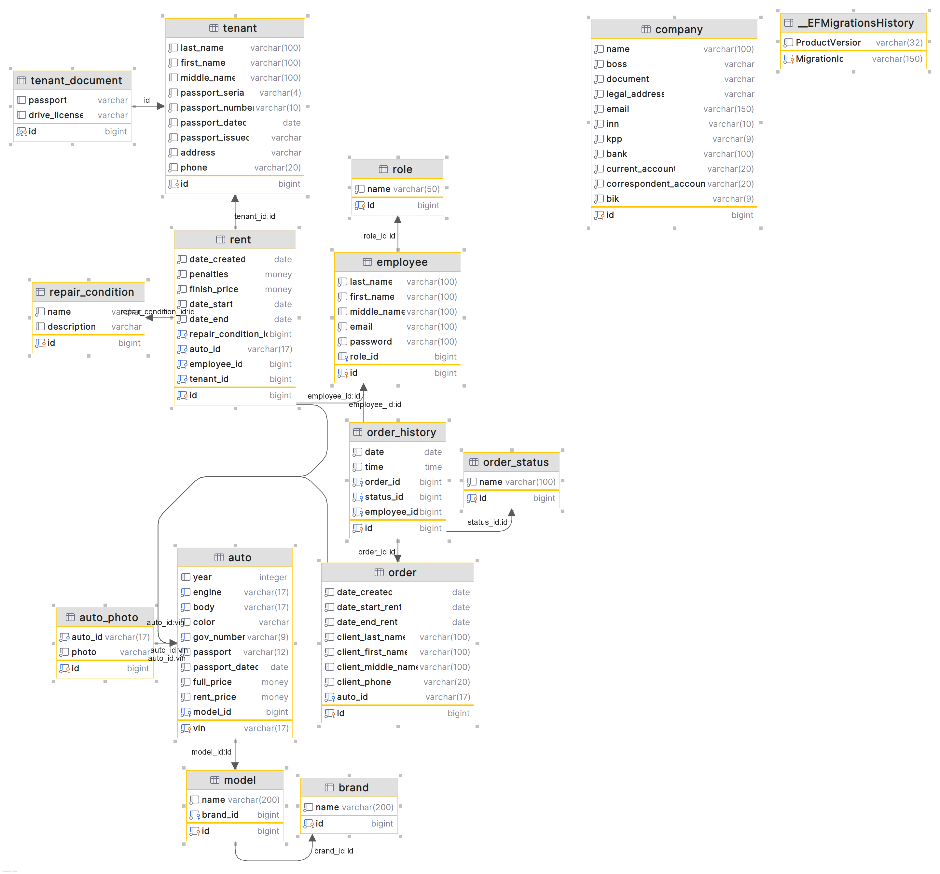 tenant
last_name varchar(100)
first_name varchar(100)
middle_name varchar(100)
passport_seria varchar(4)
passport_number varchar(10)
passport_datec date
passport_issuec varchar
address varchar
phone varchar(20)
id bigint
tenant_document
passport varchar
drive_license varchar
id bigint
id
company
name varchar(100)
boss varchar
document varchar
legal_address varchar
email varchar(150)
inn varchar(10)
kpp varchar(9)
bank varchar(100)
current_account varchar(20)
correspondent_accoun varchar(20)
bik varchar(9)
id bigint
__EFMigrationsHistory
ProductVersior varchar(32)
MigrationIc varchar(150)
role
name varchar(50)
id bigint
tenant_id:id
role_id:id
rent
date_created date
penalties money
finish_price money
date_start date
date_end date
repair_condition_ic bigint
auto_id varchar(17)
employee_id bigint
tenant_id bigint
id bigint
repair_condition
name
description varchar
id bigint
repair_condition_id:id
employee
last_name varchar(100)
first_name varchar(100)
middle_name varchar(100)
email varchar(100)
password varchar(100)
role_id bigint
id bigint
employee_id:id
employee_id:id
order_history
date date
time time
order_id bigint
status_id bigint
employee_id bigint
id bigint
order_status
name varchar(100)
id bigint
status_id:id
order_id:id
auto
year integer
engine varchar(17)
body varchar(17)
color varchar
gov_number varchar(9)
passport varchar(12)
passport_datec date
full_price money
rent_price money
model_id bigint
vin varchar(17)
order
date_created date
date_start_rent date
date_end_rent date
client_last_name varchar(100)
client_first_name varchar(100)
client_middle_name varchar(100)
client_phone varchar(20)
auto_id varchar(17)
id bigint
auto_photo
auto_id varchar(17)
photo varchar
id bigint
auto_id:vin
auto_id:vin
auto_id:vin
model_id:id
model
name varchar(200)
brand_id bigint
id bigint
brand
name varchar(200)
id bigint
brand_id:id